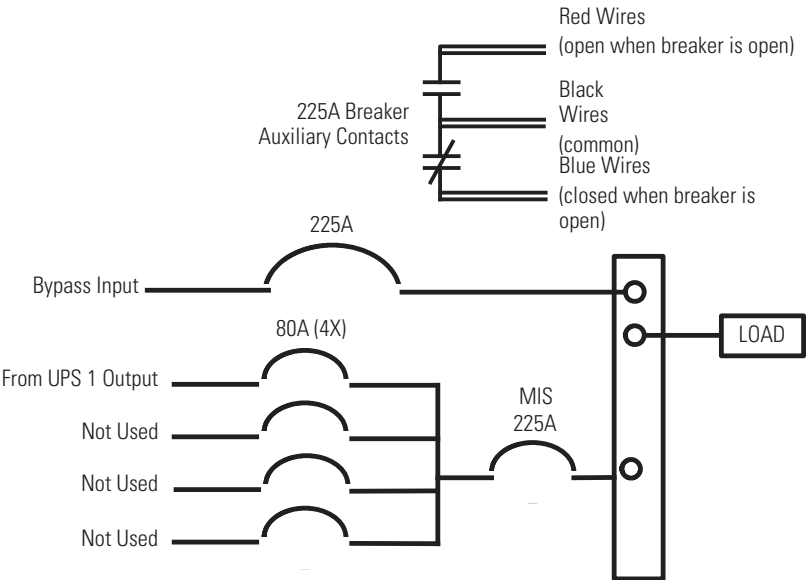 Red Wires
(open when breaker is open)
Black
Wires
(common)
225A Breaker
Auxiliary Contacts
Blue Wires
(closed when breaker is
open)
225A
Bypass Input
80A (4X)
LOAD
From UPS 1 Output
MIS
225A
Not Used
Not Used
Not Used